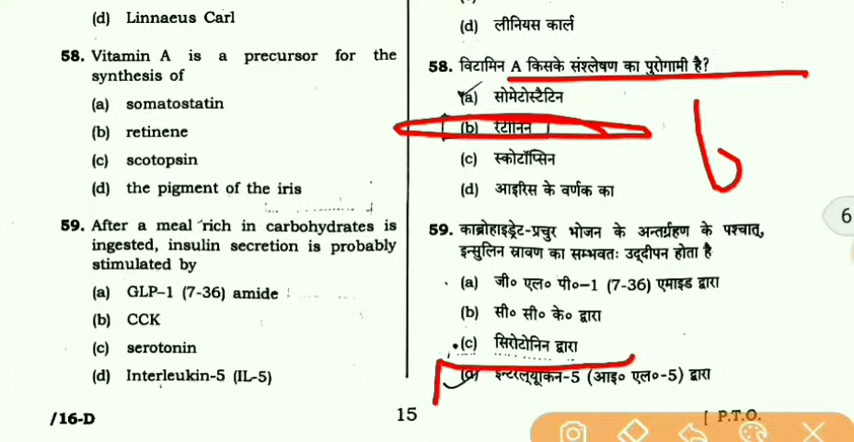 (d) Linnaeus Carl
58. Vitamin A is a precursor for the
synthesis of
(a) somatostatin
(b) retinene
(c) scotopsin
(d) the pigment of the iris
59. After a meal rich in carbohydrates is
ingested, insulin secretion is probably
stimulated by
(a) GLP-1 (7-36) amide
(b) CCK
(c) serotonin
(d) Interleukin-5 (IL-5)
/16-D
(d) लीनियस कार्ल
58. विटामिन A किसके संश्लेषण का पुरोगामी है?
(a) सोमेटोस्टैटिन
(b) रेटीनिन
(c) स्कोटॉप्सिन
(d) आइरिस के वर्णक का
b
59. काब्रोहाइड्रेट-प्रचुर भोजन के अन्तर्ग्रहण के पश्चात्,
इन्सुलिन स्रावण का सम्भवतः उद्दीपन होता है
(a) जी० एल० पी०-1 (7-36) एमाइड द्वारा
(b) सी० सी० के० द्वारा
(c) सिरोटोनिन द्वारा
(d) इन्टरल्यूकिन-5 (आइ० एल०-5) द्वारा
15
[ P.T.O.
6